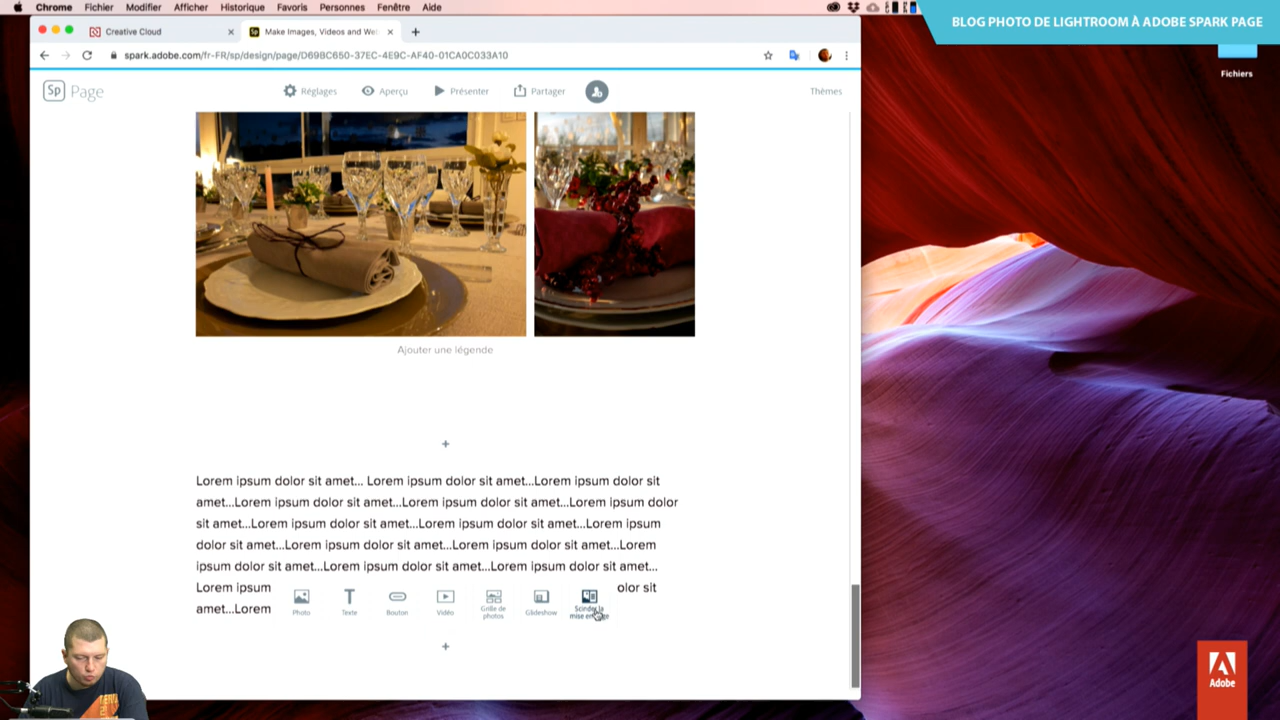 Chrome Fichier Modifier Afficher Historique Favoris Personnes Fenêtre Aide
BLOG PHOTO DE LIGHTROOM À ADOBE SPARK PAGE
Creative Cloud
Sp Make Images, Videos and We
spark.adobe.com/fr-FR/sp/design/page/D69BC650-37EC-4E9C-AF40-01CA0C033A10
Fichiers
Sp Page
Réglages Aperçu Présenter Partager Thèmes
Ajouter une légende
Lorem ipsum dolor sit amet... Lorem ipsum dolor sit amet...Lorem ipsum dolor sit
amet...Lorem ipsum dolor sit amet...Lorem ipsum dolor sit amet...Lorem ipsum dolor
sit amet...Lorem ipsum dolor sit amet...Lorem ipsum dolor sit amet...Lorem ipsum
dolor sit amet...Lorem ipsum dolor sit amet...Lorem ipsum dolor sit amet...Lorem
ipsum dolor sit amet...Lorem ipsum dolor sit amet...Lorem ipsum dolor sit amet...
Lorem ipsum olor sit
amet...Lorem
Photo Texte Bouton Vidéo Grille de photos Glideshow Scinder la mise en
Adobe